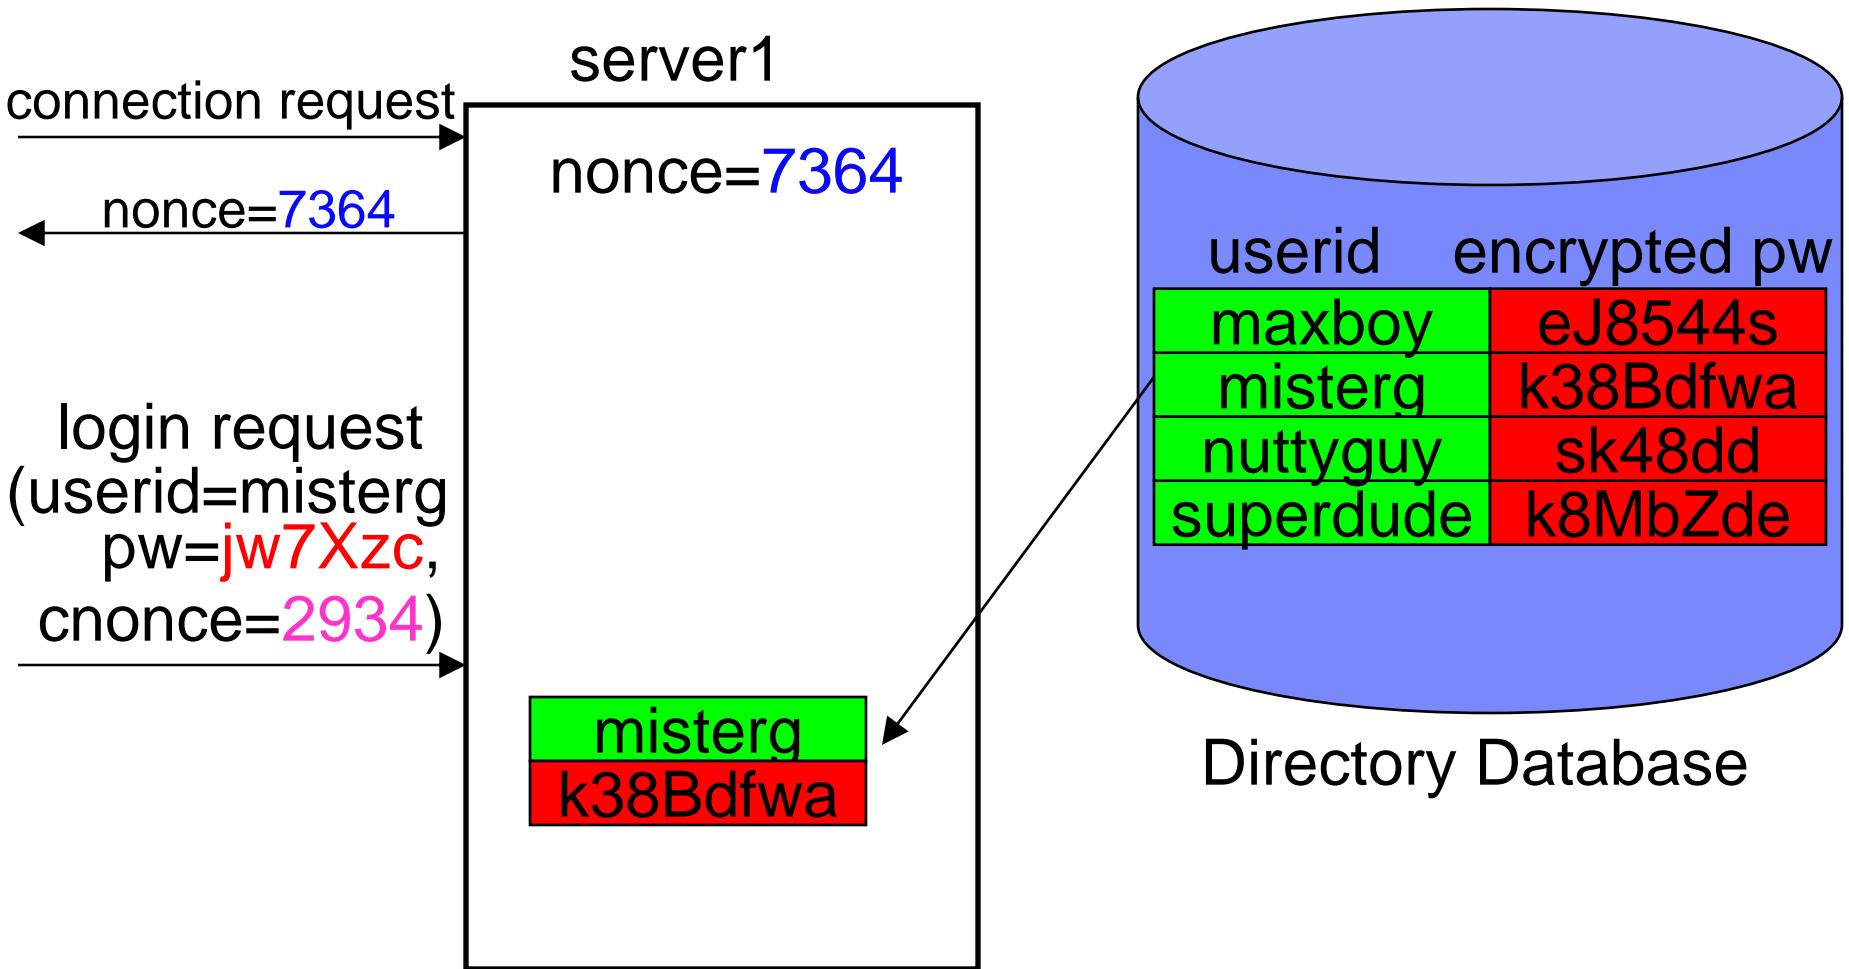 server1
connection request
nonce=7364
nonce=7364
login request
(userid=misterg
pw=jw7Xzc,
cnonce=2934)
misterg
k38Bdfwa
userid encrypted pw
maxboy eJ8544s
misterg k38Bdfwa
nuttyguy sk48dd
superdude k8MbZde
Directory Database